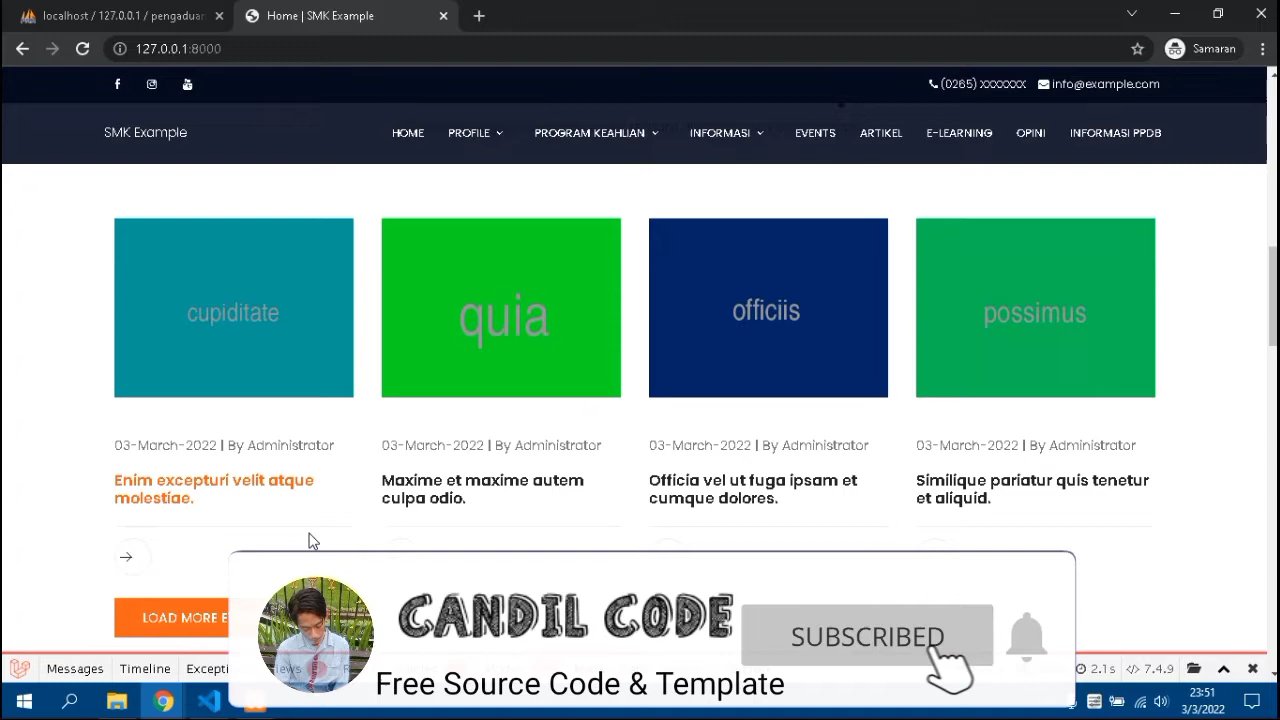 localhost / 127.0.0.1 / pengaduan
Home | SMK Example
127.0.0.1:8000
Samaran
(0265) XXXXXXX
info@example.com
SMK Example
HOME
PROFILE
PROGRAM KEAHLIAN
INFORMASI
EVENTS
ARTIKEL
E-LEARNING
OPINI
INFORMASI PPDB
cupiditate
quia
officiis
possimus
03-March-2022 | By Administrator
Enim excepturi velit atque
molestiae.
03-March-2022 | By Administrator
Maxime et maxime autem
culpa odio.
03-March-2022 | By Administrator
Officia vel ut fuga ipsam et
cumque dolores.
03-March-2022 | By Administrator
Similique pariatur quis tenetur
et aliquid.
LOAD MORE E
CANDIL CODE
SUBSCRIBED
Free Source Code & Template
Messages
Timeline
Excepti
2.1s
7.4.9
23:51
3/3/2022